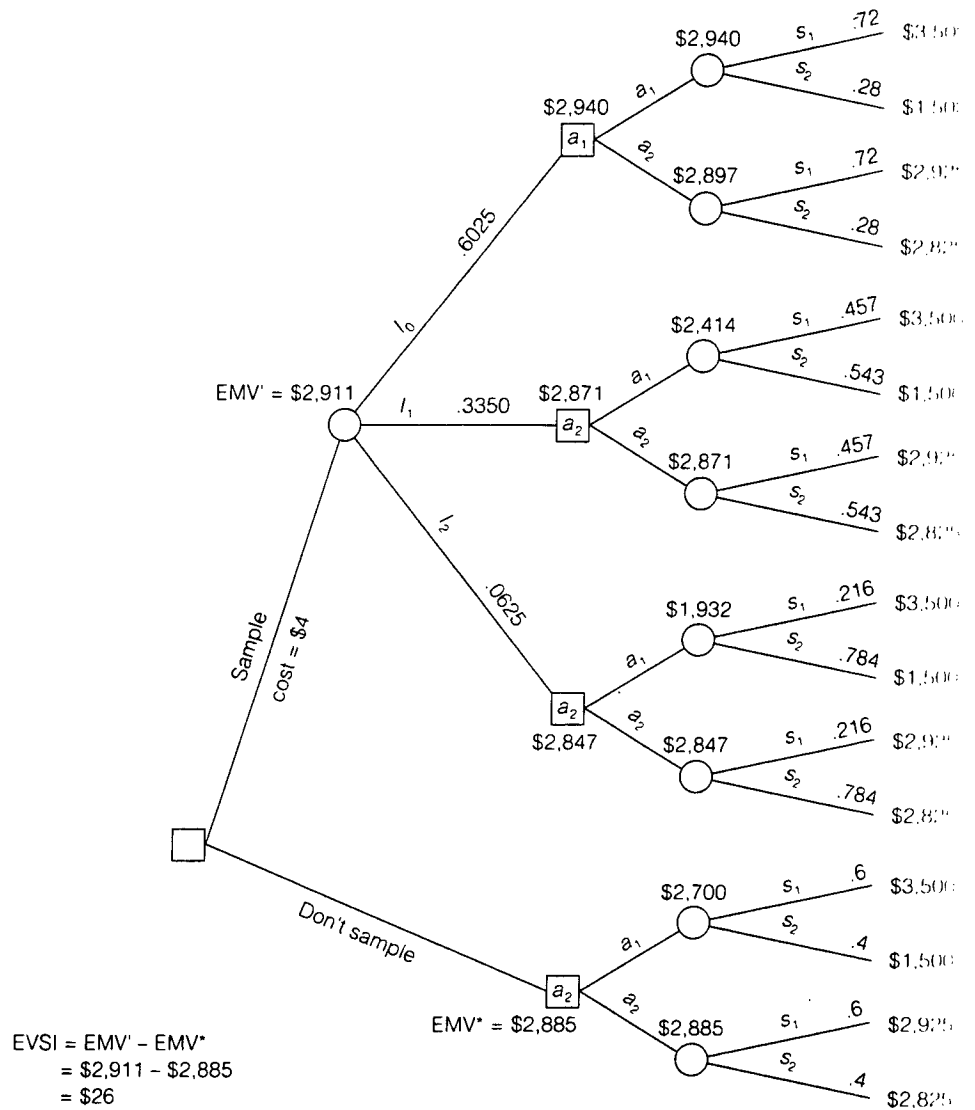 $2,940
s₁ .72
s₂ .28
a₁
$2,940
a₁
a₂
$2,897
s₁ .72
s₂ .28
.6025
I₀
EMV' = $2,911
I₁ .3350
$2,871
a₂
a₁
$2,414
s₁ .457 $3,500
s₂ .543 $1,500
a₂
$2,871
s₁ .457
s₂ .543
I₂
.0625
a₂
$2,847
a₁
$1,932
s₁ .216 $3,500
s₂ .784 $1,500
a₂
$2,847
s₁ .216
s₂ .784
Sample
cost = $4
Don't sample
a₂
EMV* = $2,885
a₁
$2,700
s₁ .6 $3,500
s₂ .4 $1,500
a₂
$2,885
s₁ .6 $2,925
s₂ .4 $2,825
EVSI = EMV' – EMV*
= $2,911 – $2,885
= $26